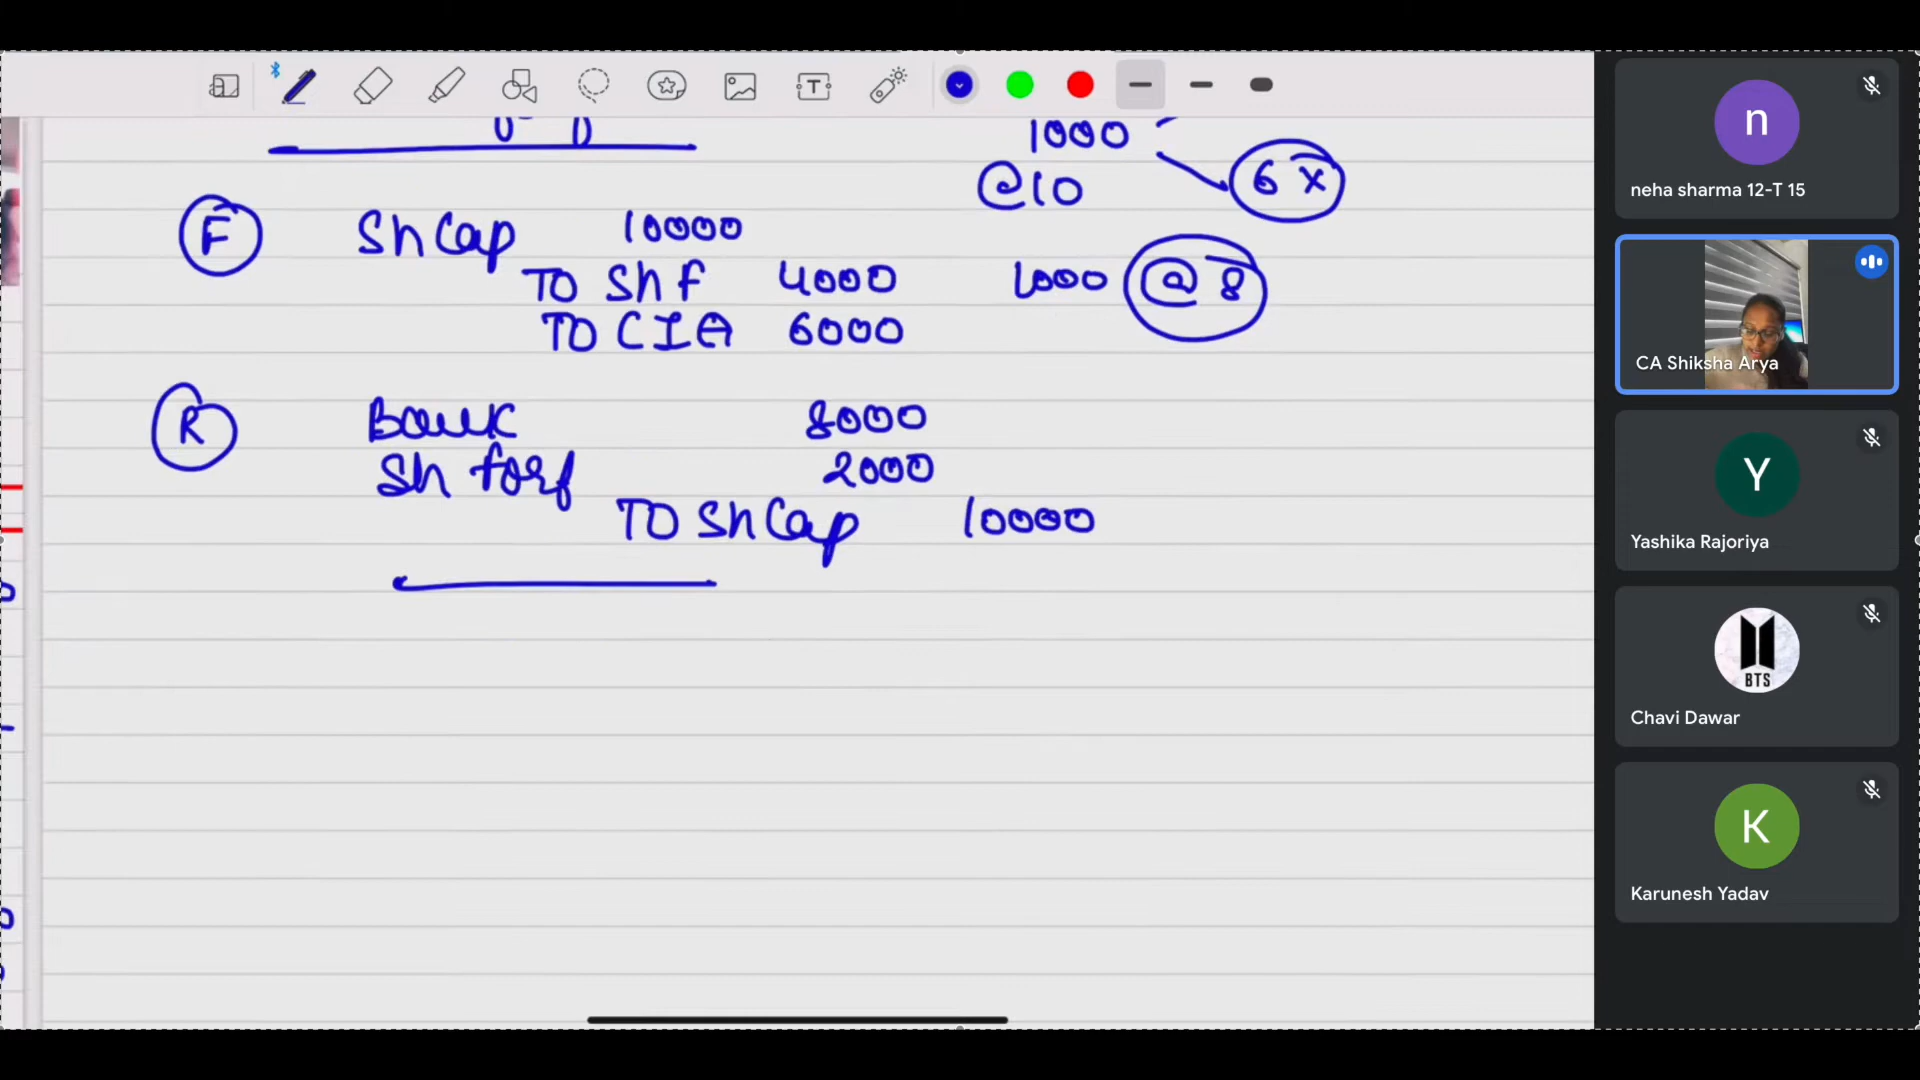 1000
@10
6 x
F Sh Cap 10000
TO Sh F 4000
1000 @ 8
TO CIA 6000
R Bank 8000
Sh forf 2000
TO Sh Cap 10000
n
neha sharma 12-T 15
CA Shiksha Arya
Y
Yashika Rajoriya
BTS
Chavi Dawar
K
Karunesh Yadav